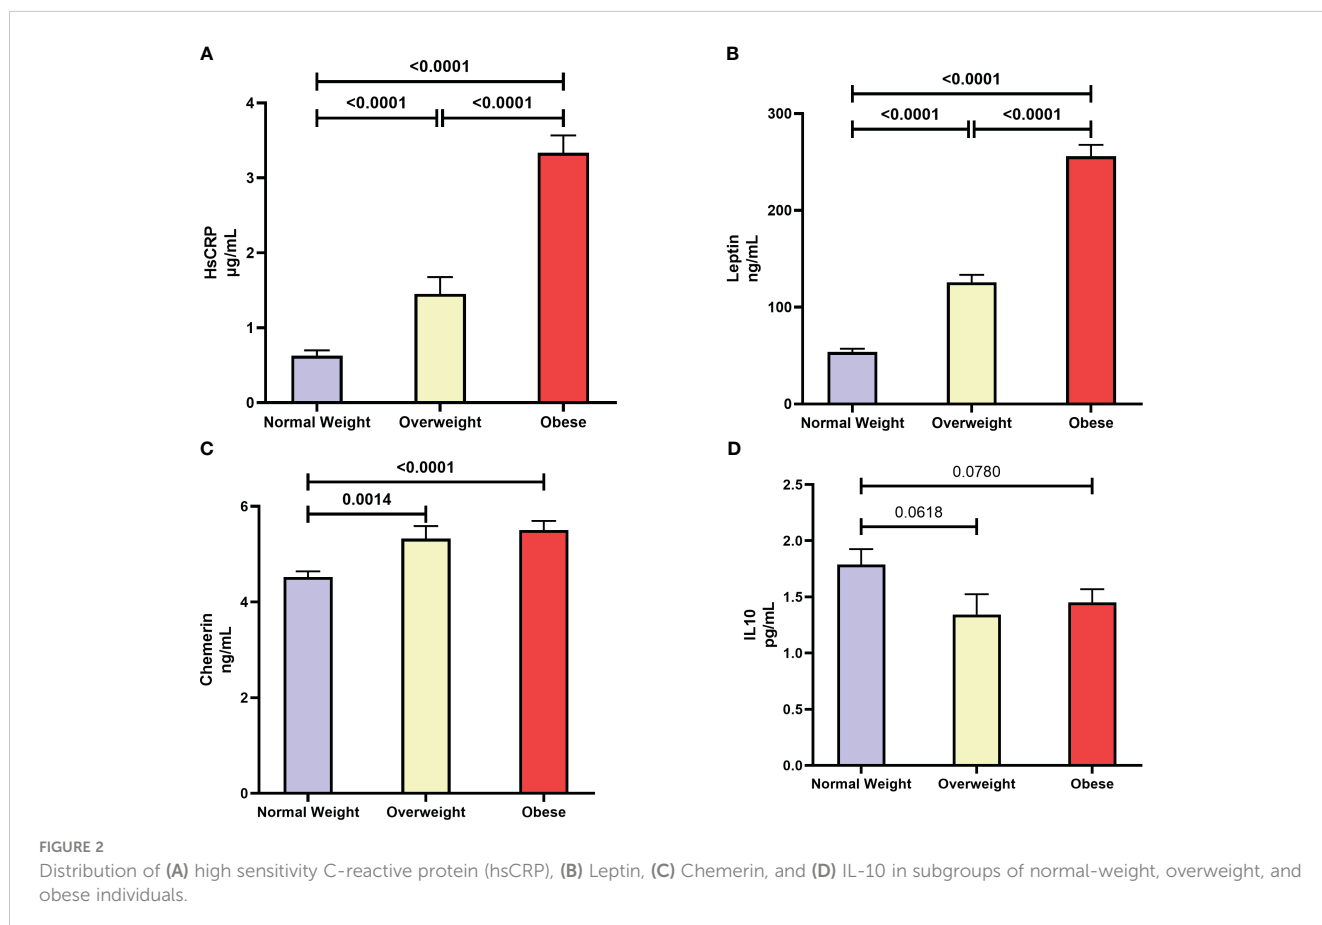 A
<0.0001
<0.0001
<0.0001
4
3
2
1
0
HsCRP
µg/mL
Normal Weight
Overweight
Obese
B
<0.0001
<0.0001
<0.0001
300
200
100
0
Leptin
ng/mL
Normal Weight
Overweight
Obese
C
<0.0001
0.0014
6
4
2
0
Chemerin
ng/mL
Normal Weight
Overweight
Obese
D
0.0780
0.0618
2.5
2.0
1.5
1.0
0.5
0.0
IL10
pg/mL
Normal Weight
Overweight
Obese
FIGURE 2
Distribution of (A) high sensitivity C-reactive protein (hsCRP), (B) Leptin, (C) Chemerin, and (D) IL-10 in subgroups of normal-weight, overweight, and
obese individuals.